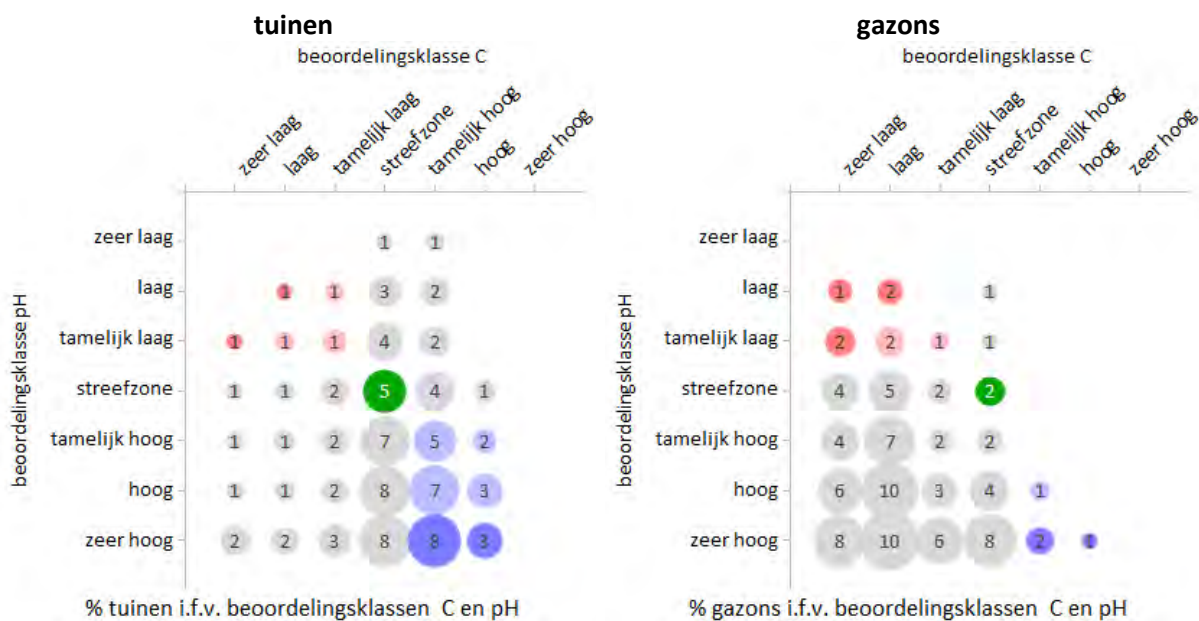 tuinen
beoordelingsklasse C
zeer laag
laag
tamelijk laag
streefzone
tamelijk hoog
hoog
zeer hoog
beoordelingsklasse pH
zeer laag 1 1
laag 1 1 3 2
tamelijk laag 1 1 1 4 2
streefzone 1 1 2 5 4 1
tamelijk hoog 1 1 2 7 5 2
hoog 1 1 2 8 7 3
zeer hoog 2 2 3 8 8 3
% tuinen i.f.v. beoordelingsklassen C en pH
gazons
beoordelingsklasse C
zeer laag
laag
tamelijk laag
streefzone
tamelijk hoog
hoog
zeer hoog
beoordelingsklasse pH
zeer laag
laag 1 2 1
tamelijk laag 2 2 1 1
streefzone 4 5 2 2
tamelijk hoog 4 7 2 2
hoog 6 10 3 4 1
zeer hoog 8 10 6 8 2 1
% gazons i.f.v. beoordelingsklassen C en pH